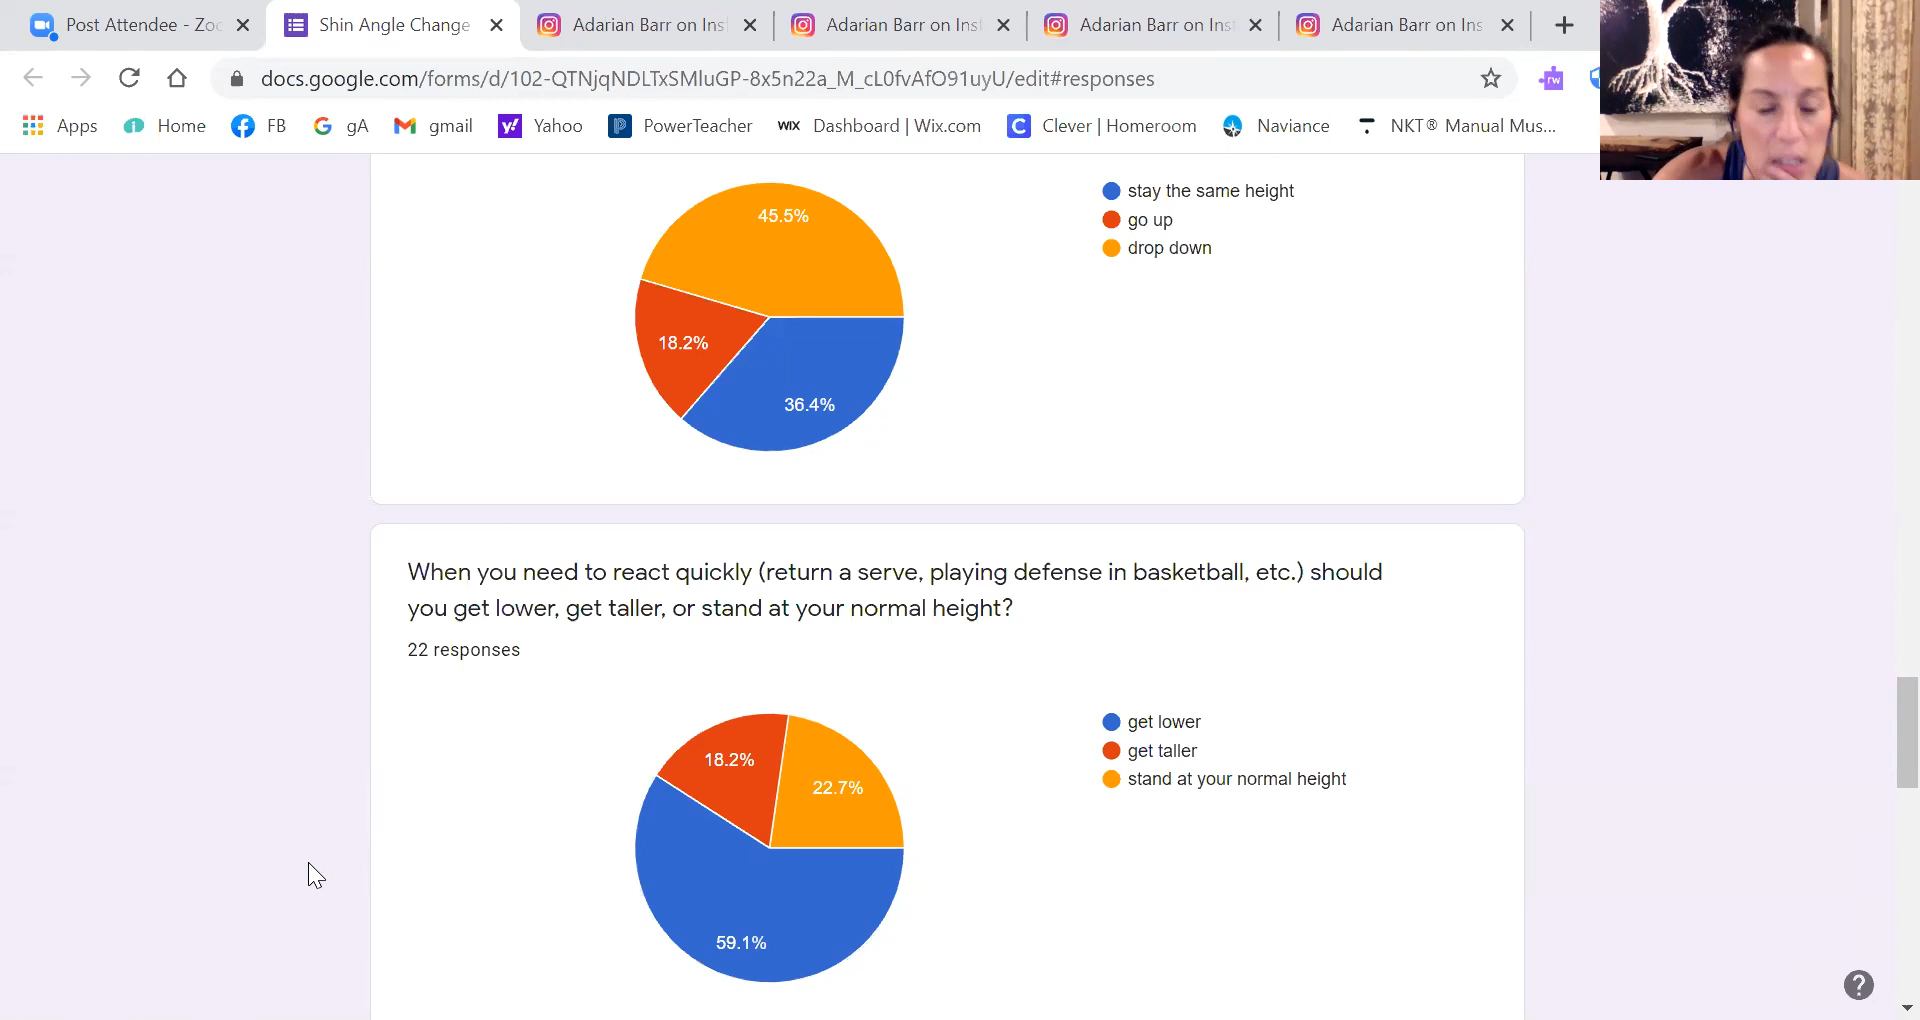 Post Attendee - Zoo
Shin Angle Change
Adarian Barr on Ins
Adarian Barr on Ins
Adarian Barr on Ins
Adarian Barr on Ins
docs.google.com/forms/d/102-QTNjqNDLTxSMluGP-8x5n22a_M_cL0fvAfO91uyU/edit#responses
rw
Apps
Home
FB
gA
gmail
Yahoo
PowerTeacher
WIX Dashboard | Wix.com
Clever | Homeroom
Naviance
NKT® Manual Mus...
45.5%
18.2%
36.4%
stay the same height
go up
drop down
When you need to react quickly (return a serve, playing defense in basketball, etc.) should
you get lower, get taller, or stand at your normal height?
22 responses
18.2%
22.7%
59.1%
get lower
get taller
stand at your normal height